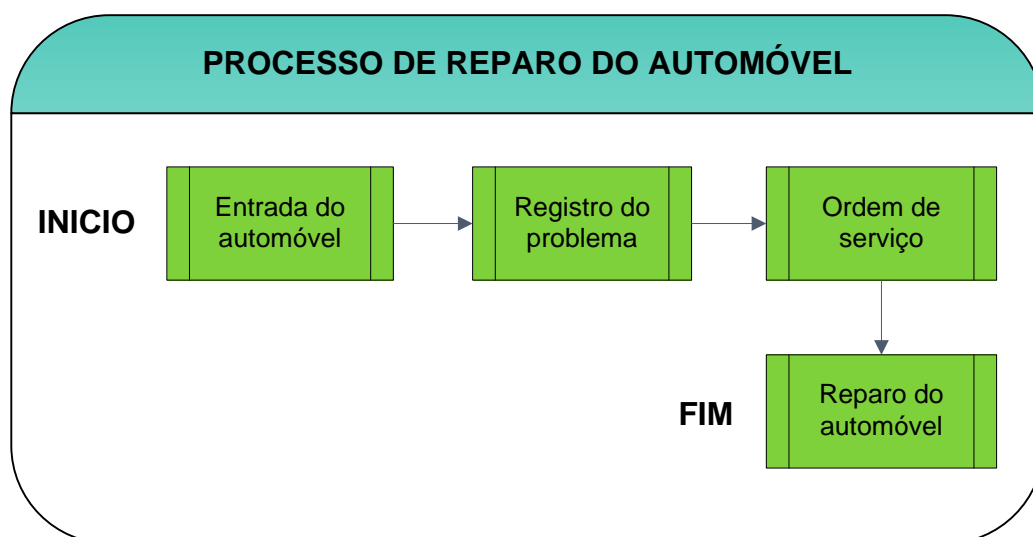 PROCESSO DE REPARO DO AUTOMÓVEL
INICIO
Entrada do
automóvel
Registro do
problema
Ordem de
serviço
FIM
Reparo do
automóvel